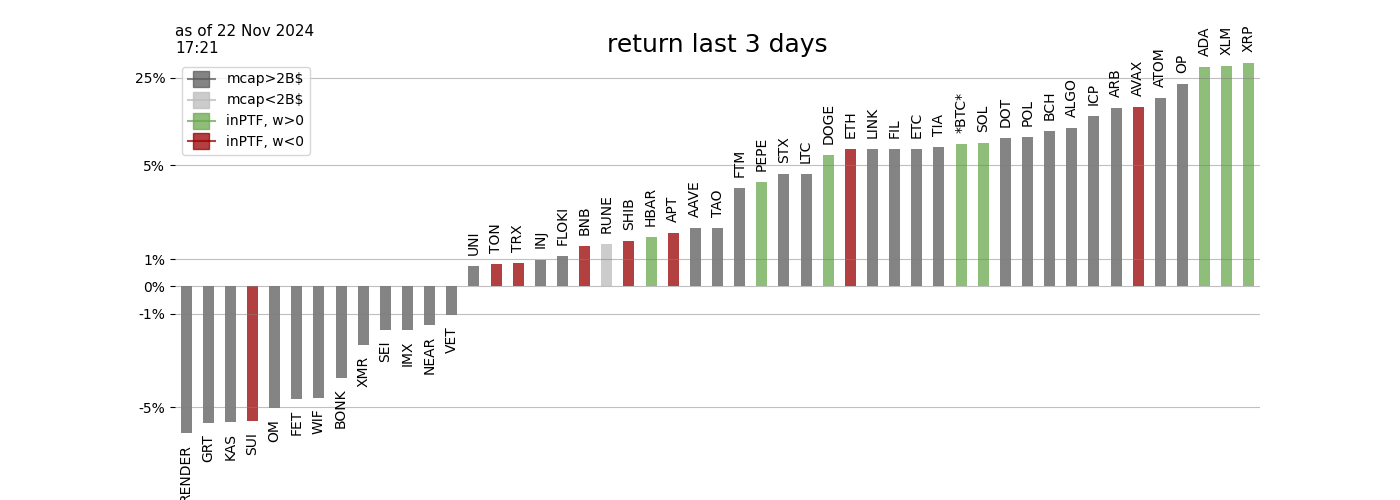 as of 22 Nov 2024
17:21
return last 3 days
mcap>2B$
mcap<2B$
inPTF, w>0
inPTF, w<0
25%
5%
1%
0%
-1%
-5%
RENDER
GRT
KAS
SUI
OM
FET
WIF
BONK
XMR
SEI
IMX
NEAR
VET
UNI
TON
TRX
INJ
FLOKI
BNB
RUNE
SHIB
HBAR
APT
AAVE
TAO
FTM
PEPE
STX
LTC
DOGE
ETH
LINK
FIL
ETC
TIA
*BTC*
SOL
DOT
POL
BCH
ALGO
ICP
ARB
AVAX
ATOM
OP
ADA
XLM
XRP